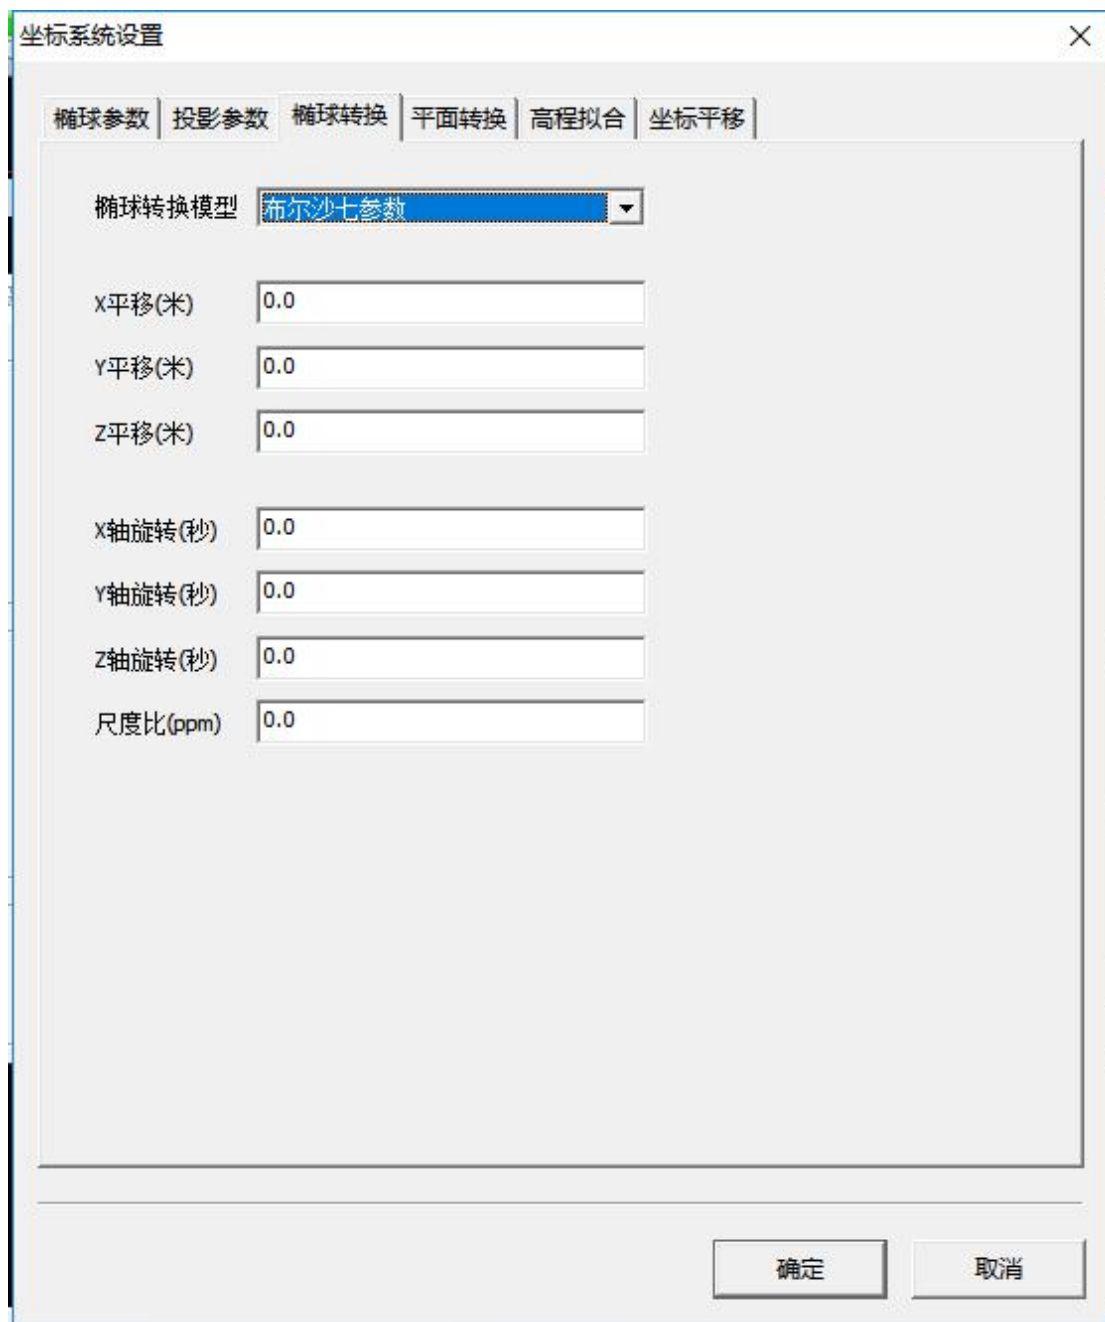 坐标系统设置
椭球参数 投影参数 椭球转换 平面转换 高程拟合 坐标平移
椭球转换模型 布尔沙七参数
X平移(米) 0.0
Y平移(米) 0.0
Z平移(米) 0.0
X轴旋转(秒) 0.0
Y轴旋转(秒) 0.0
Z轴旋转(秒) 0.0
尺度比(ppm) 0.0
确定 取消